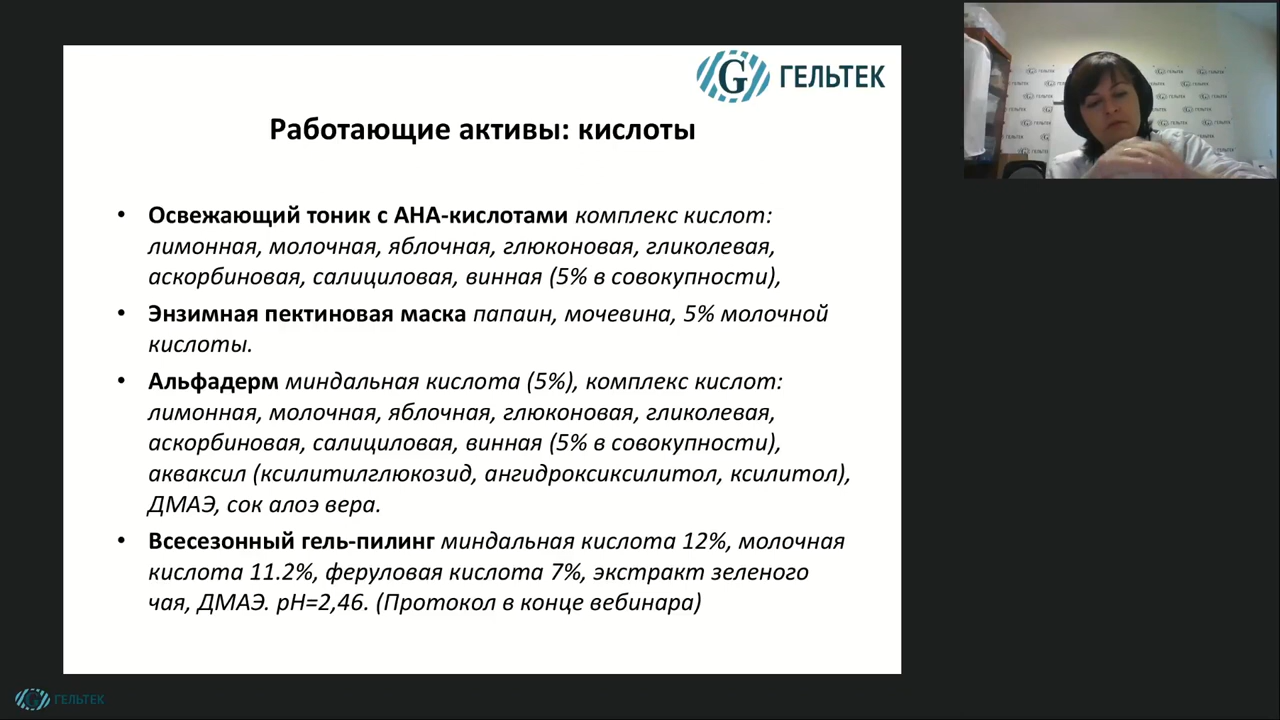 ГЕЛЬТЕК
Работающие активы: кислоты
• Освежающий тоник с АНА-кислотами комплекс кислот:
лимонная, молочная, яблочная, глюконовая, гликолевая,
аскорбиновая, салициловая, винная (5% в совокупности),
• Энзимная пектиновая маска папаин, мочевина, 5% молочной
кислоты.
• Альфадерм миндальная кислота (5%), комплекс кислот:
лимонная, молочная, яблочная, глюконовая, гликолевая,
аскорбиновая, салициловая, винная (5% в совокупности),
акваксил (ксилитилглюкозид, ангидроксиксилитол, ксилитол),
ДМАЭ, сок алоэ вера.
• Всесезонный гель-пилинг миндальная кислота 12%, молочная
кислота 11.2%, феруловая кислота 7%, экстракт зеленого
чая, ДМАЭ. pH=2,46. (Протокол в конце вебинара)
ГЕЛЬТЕК